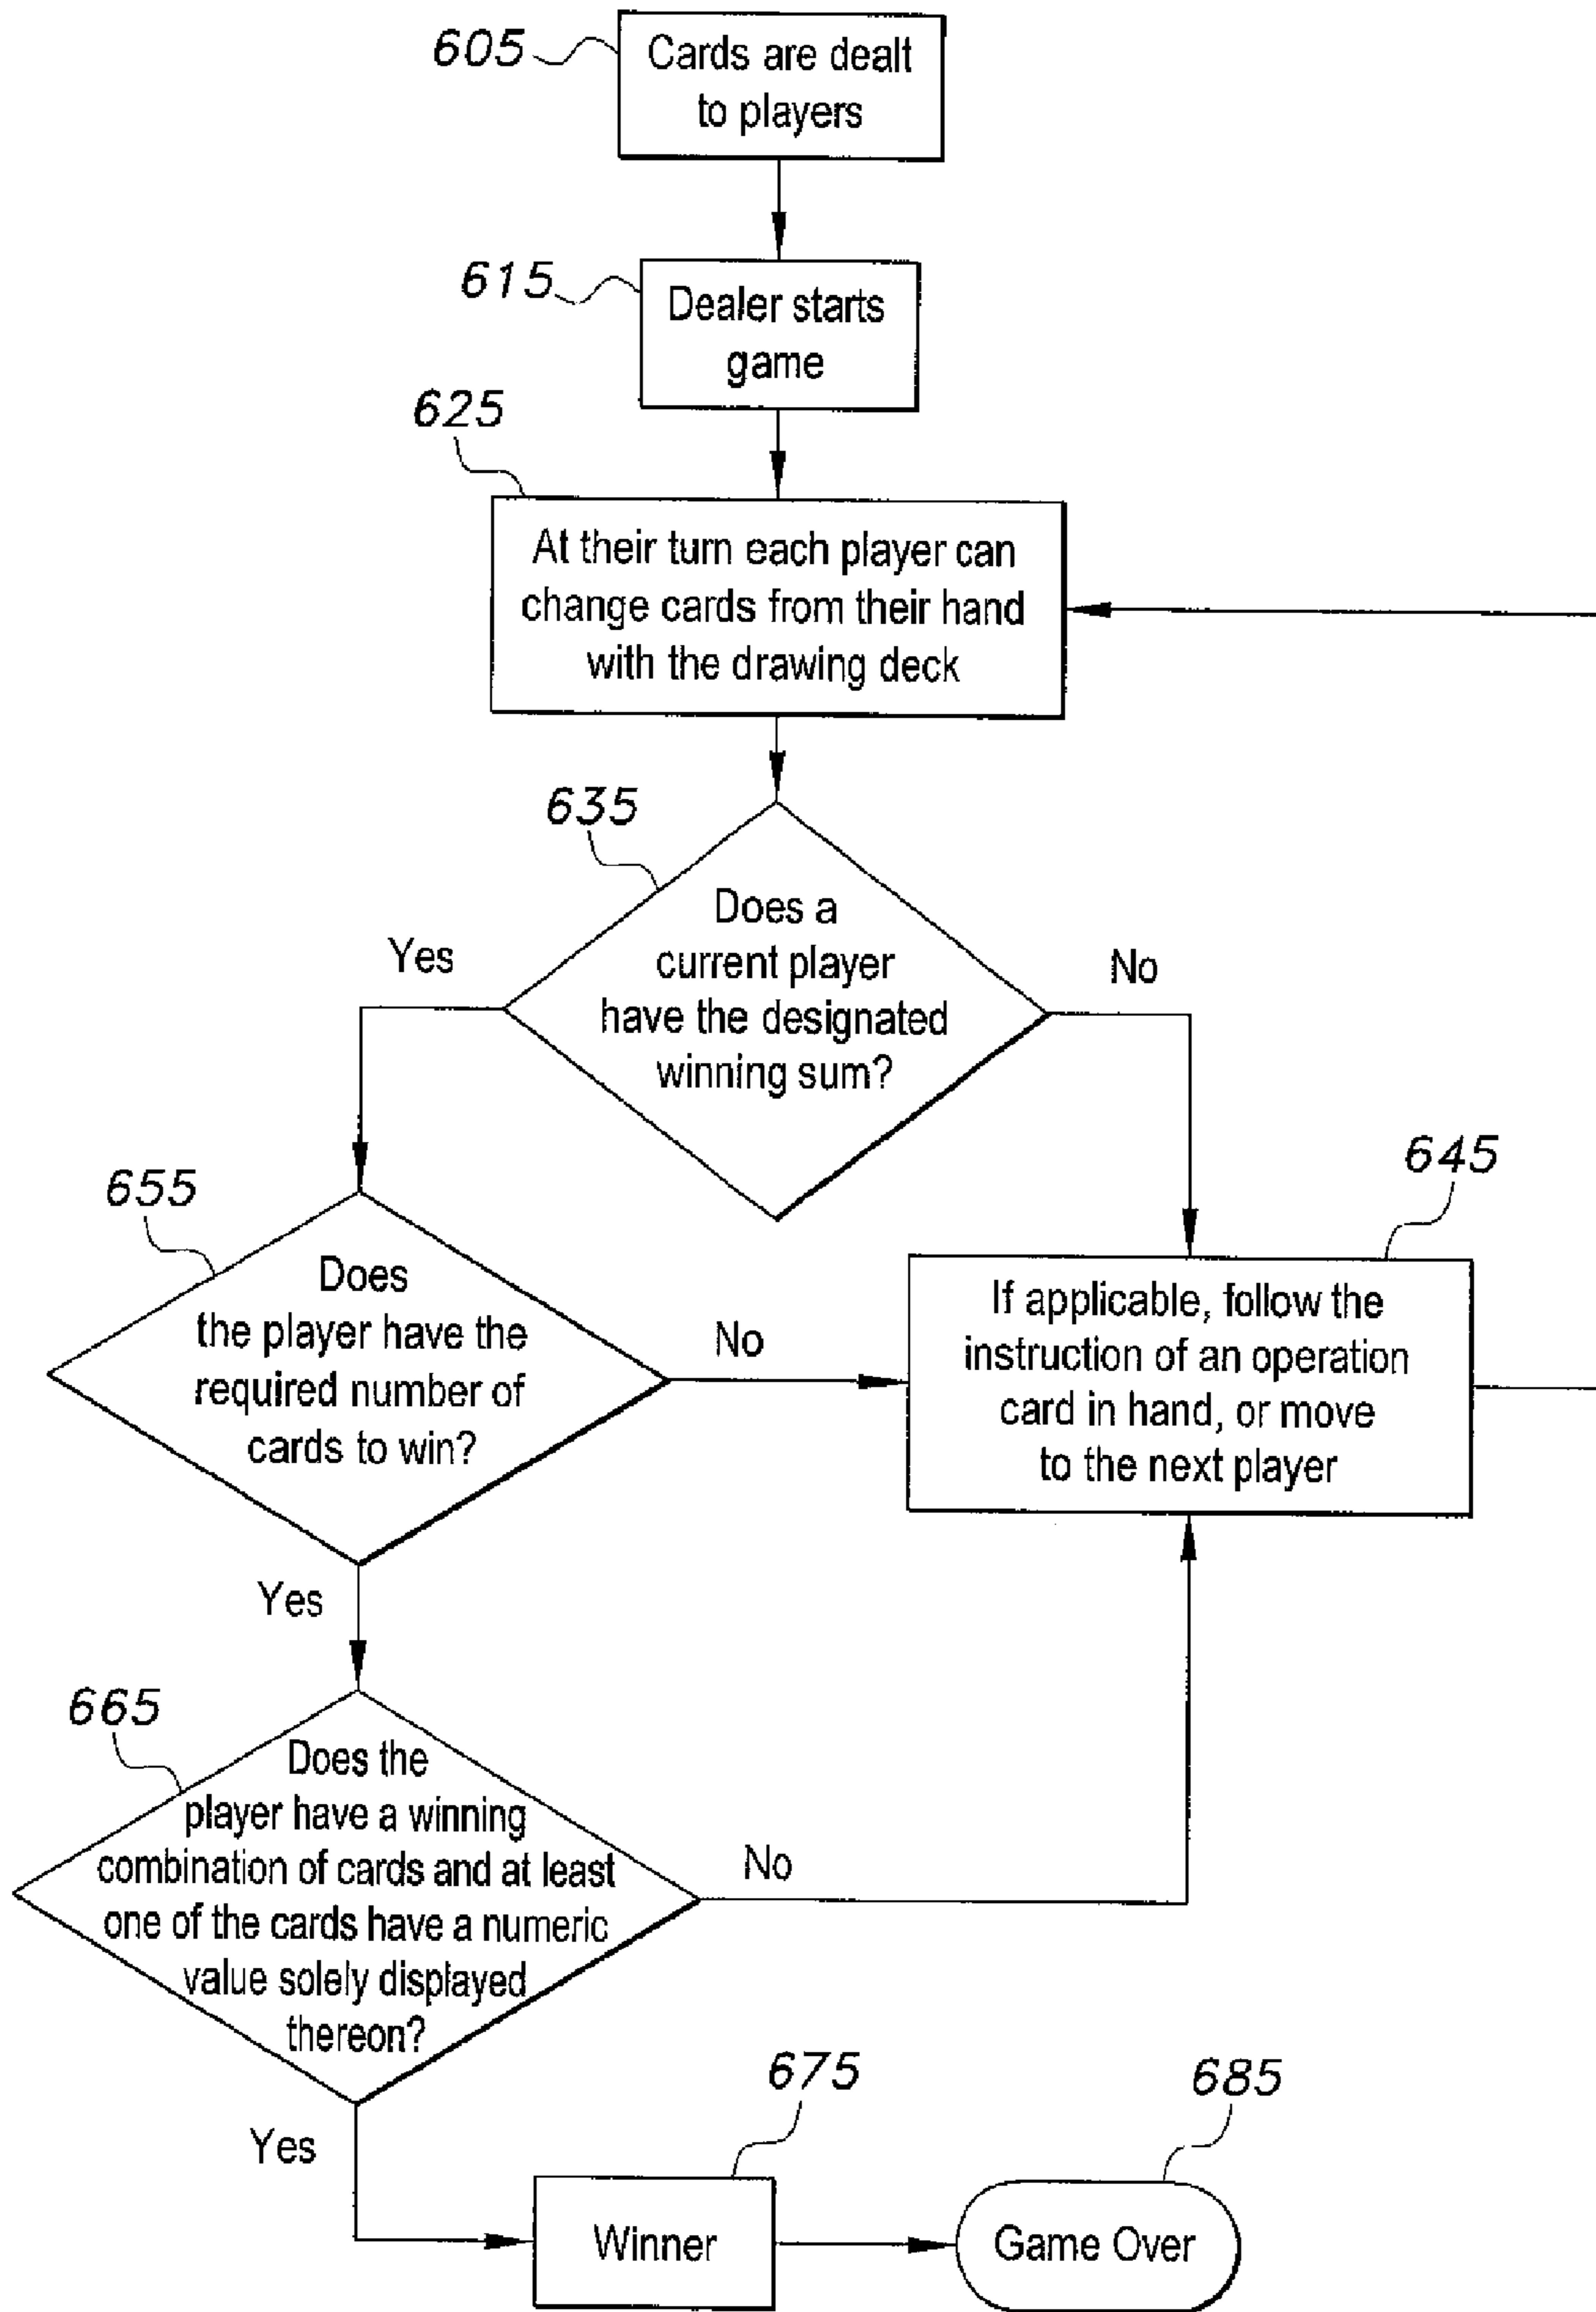 605
Cards are dealt
to players
615
Dealer starts
game
625
At their turn each player can
change cards from their hand
with the drawing deck
635
Does a
current player
have the designated
winning sum?
Yes
No
645
If applicable, follow the
instruction of an operation
card in hand, or move
to the next player
655
Does
the player have the
required number of
cards to win?
No
Yes
665
Does the
player have a winning
combination of cards and at least
one of the cards have a numeric
value solely displayed
thereon?
No
Yes
675
Winner
685
Game Over